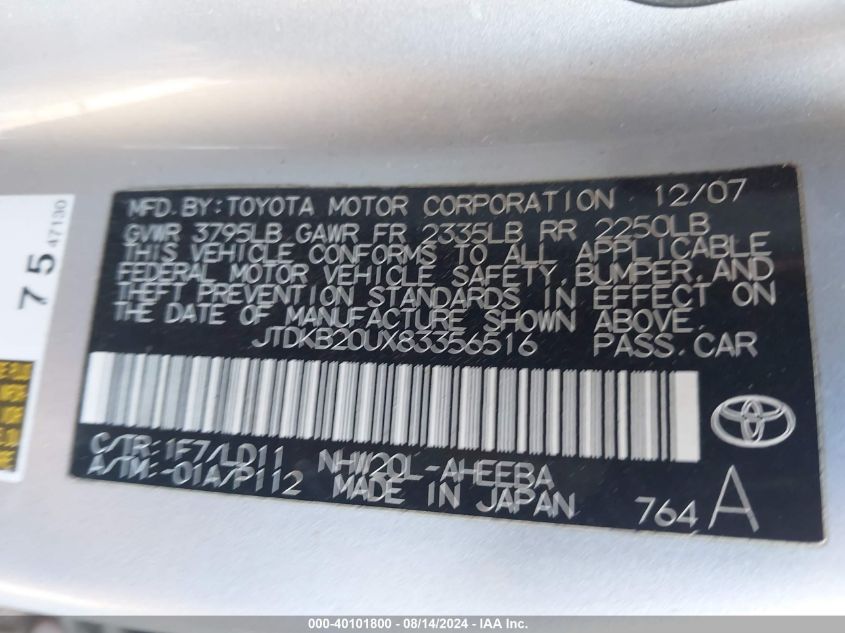 MFD. BY: TOYOTA MOTOR CORPORATION 12/07
GVWR 3795LB GAWR FR 2335LB RR 2250LB
THIS VEHICLE CONFORMS TO ALL APPLICABLE
FEDERAL MOTOR VEHICLE SAFETY, BUMPER, AND
THEFT PREVENTION STANDARDS IN EFFECT ON
THE DATE OF MANUFACTURE SHOWN ABOVE.
JTDKB20UX83356516 PASS. CAR
C/TR: 1F7/LD11 NHW20L-AHEEBA
A/TM: -01A/P112 MADE IN JAPAN
764 A
75 47130
000-40101800 - 08/14/2024 - IAA Inc.